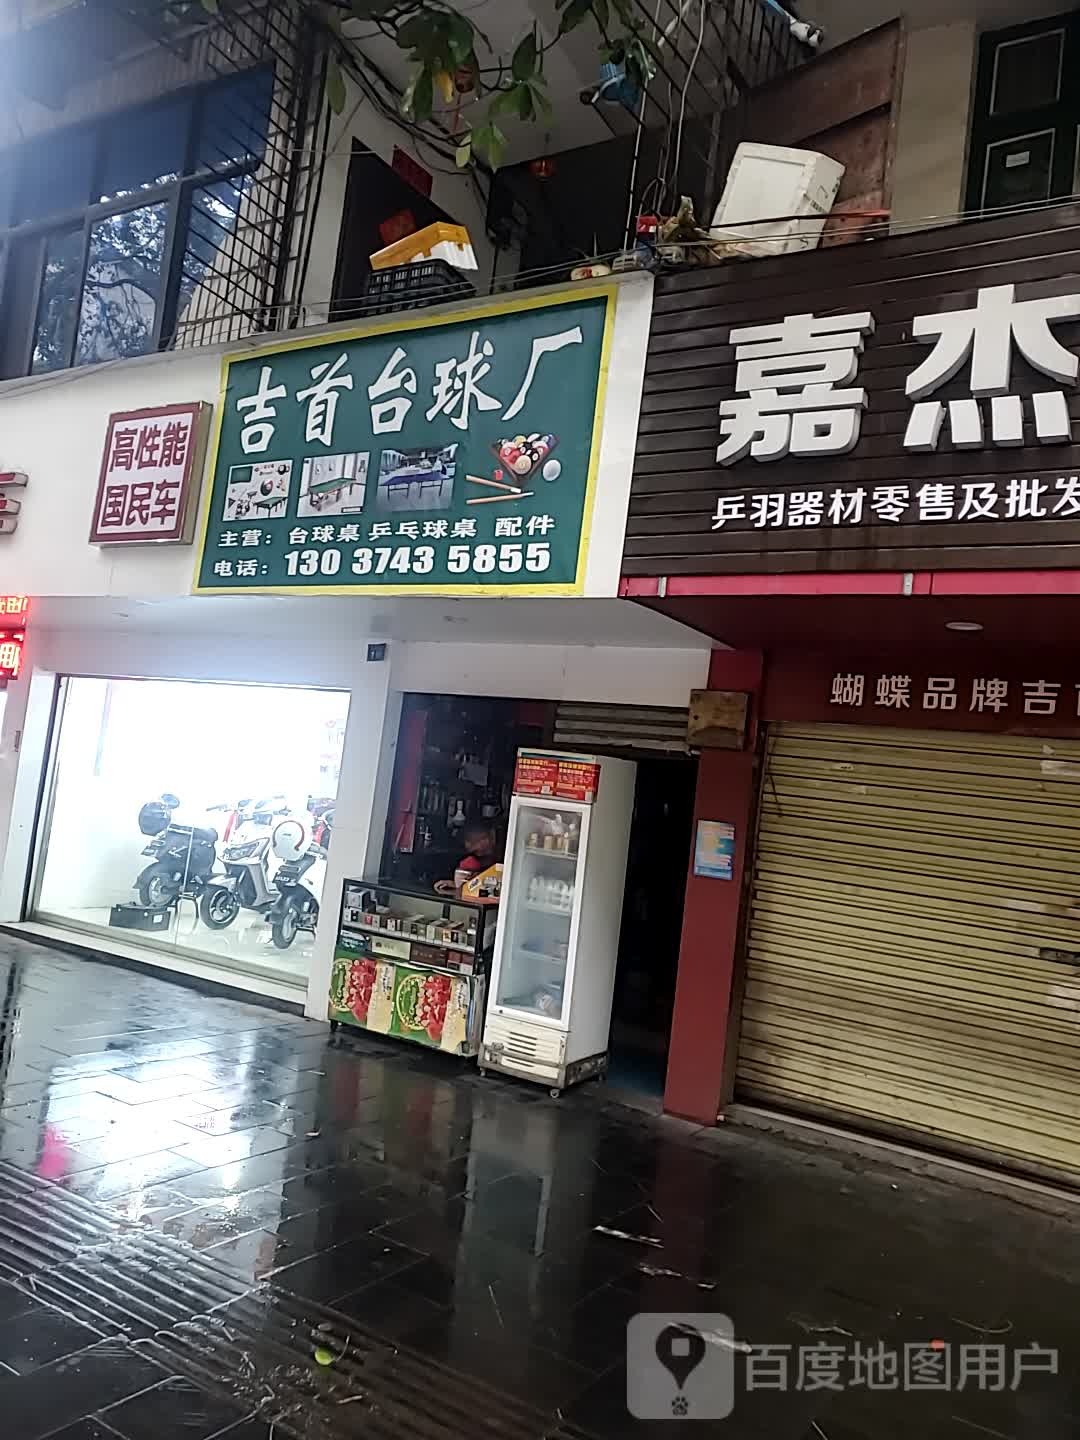 高性能
国民车
吉首台球厂
主营：台球桌 乒乓球桌 配件
电话：130 3743 5855
嘉杰
乒羽器材零售及批发
蝴蝶品牌吉
百度地图用户